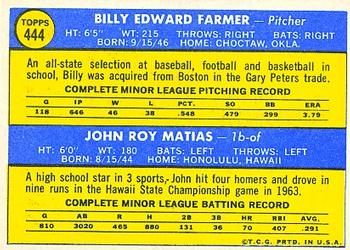 TOPPS
444
BILLY EDWARD FARMER — Pitcher
HT: 6'5" WT: 215 THROWS: RIGHT BATS: RIGHT
BORN: 9/15/46 HOME: CHOCTAW, OKLA.
An all-state selection at baseball, football and basketball in
school, Billy was acquired from Boston in the Gary Peters trade.
COMPLETE MINOR LEAGUE PITCHING RECORD
G IP W L PCT. SO BB ERA
118 646 46 38 .548 479 299 3.79
JOHN ROY MATIAS — 1b-of
HT: 6' WT: 180 BATS: LEFT THROWS: LEFT
BORN: 8/15/44 HOME: HONOLULU, HAWAII
A high school star in 3 sports, John hit four homers and drove in
nine runs in the Hawaii State Championship game in 1963.
COMPLETE MINOR LEAGUE BATTING RECORD
G AB R H 2B 3B HR RBI AVG.
810 3020 465 880 131 36 70 407 .291
©T.C.G. PRTD. IN U.S.A.